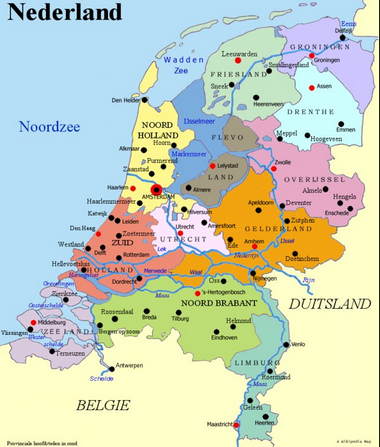 Nederland
Eems
Delfzijl
GRONINGEN
Groningen
Leeuwarden
Wadden
Zee
FRIESLAND
Smallingerland
Sneek
Assen
Heerenveen
Den Helder
DRENTHE
Noordzee
IJsselmeer
NOORD
HOLLAND
Emmen
Meppel
Hoogeveen
FLEVO
Alkmaar
Hoorn
Markermeer
Purmerend
Lelystad
Zwolle
Zaanstad
LAND
OVERIJSSEL
Haarlem
Almere
Almelo
AMSTERDAM
Haarlemmermeer
Hengelo
Enschede
Hilversum
Apeldoorn
Deventer
Katwijk
Leiden
Zutphen
Utrecht
Amersfoort
Den Haag
Zoetermeer
GELDERLAND
UTRECHT
Ede
Arnhem
IJssel
Westland
Delft
ZUID
Lek
Nederrijn
Doetinchem
Rotterdam
Hellevoetsluis
HOLLAND
Merwede
Waal
Nijmegen
Rijn
Dordrecht
Oss
Maas
's-Hertogenbosch
DUITSLAND
Zierikzee
NOORD BRABANT
Oosterschelde
Roosendaal
Breda
Tilburg
Helmond
Middelburg
Vlissingen
ZEELAND
Bergen op zoom
Eindhoven
Wester-
schelde
Venlo
Terneuzen
LIMBURG
Antwerpen
Schelde
Roermond
Maas
BELGIE
Geleen
Maastricht
Heerlen
Provinciale hoofdsteden in rood
A Wikipedia Map